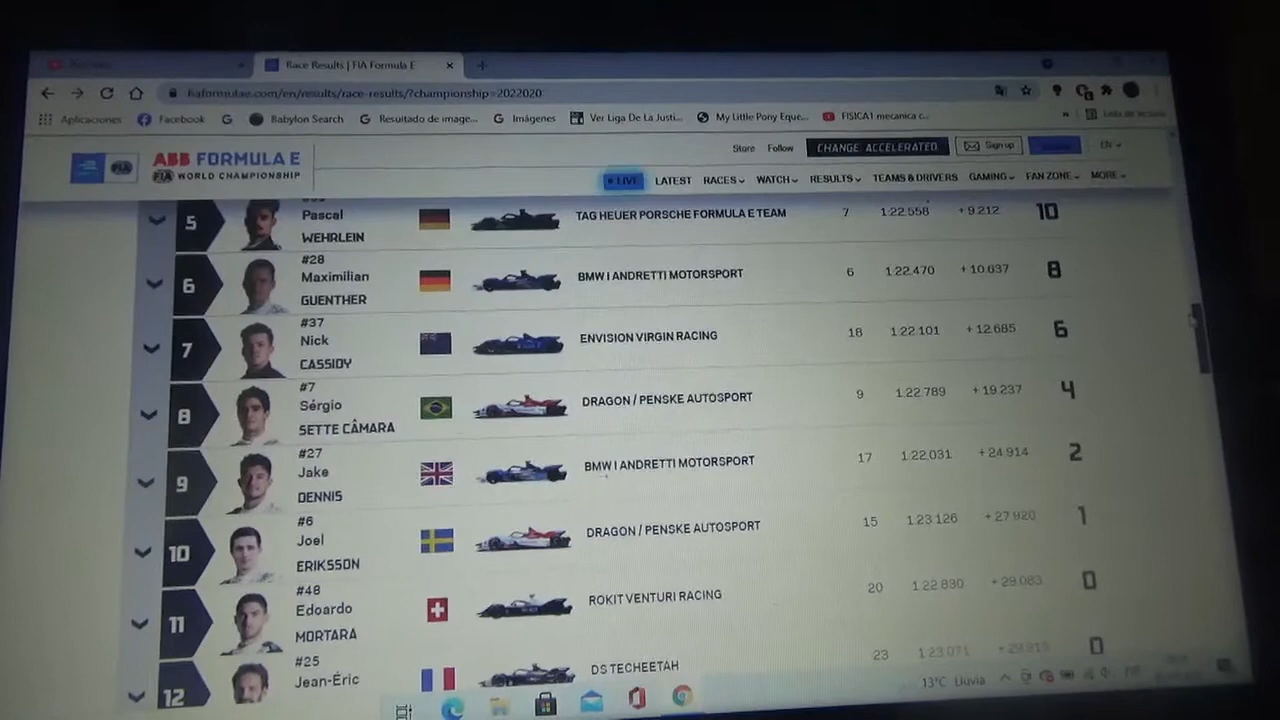 Race Results | FIA Formula E
fiaformulae.com/en/results/race-results/?championship=2022020
Aplicaciones Facebook G Babylon Search G Resultado de image... G Imágenes Ver Liga De La Justi... My Little Pony Eque... FISICA1 mecanica c... » Lista de lectura
ABB FORMULA E
FIA WORLD CHAMPIONSHIP
Store Follow CHANGE ACCELERATED Sign up EN
LIVE LATEST RACES WATCH RESULTS TEAMS & DRIVERS GAMING FAN ZONE MORE
5 Pascal WEHRLEIN TAG HEUER PORSCHE FORMULA E TEAM 7 1:22.558 + 9.212 10
#28
6 Maximilian GUENTHER BMW I ANDRETTI MOTORSPORT 6 1:22.470 + 10.637 8
#37
7 Nick CASSIDY ENVISION VIRGIN RACING 18 1:22.101 + 12.685 6
#7
8 Sérgio SETTE CÂMARA DRAGON / PENSKE AUTOSPORT 9 1:22.789 + 19.237 4
#27
9 Jake DENNIS BMW I ANDRETTI MOTORSPORT 17 1:22.031 + 24.914 2
#6
10 Joel ERIKSSON DRAGON / PENSKE AUTOSPORT 15 1:23.126 + 27.920 1
#48
11 Edoardo MORTARA ROKIT VENTURI RACING 20 1:22.830 + 29.083 0
#25
12 Jean-Éric DS TECHEETAH 23 1:23.071 0
13°C Lluvia